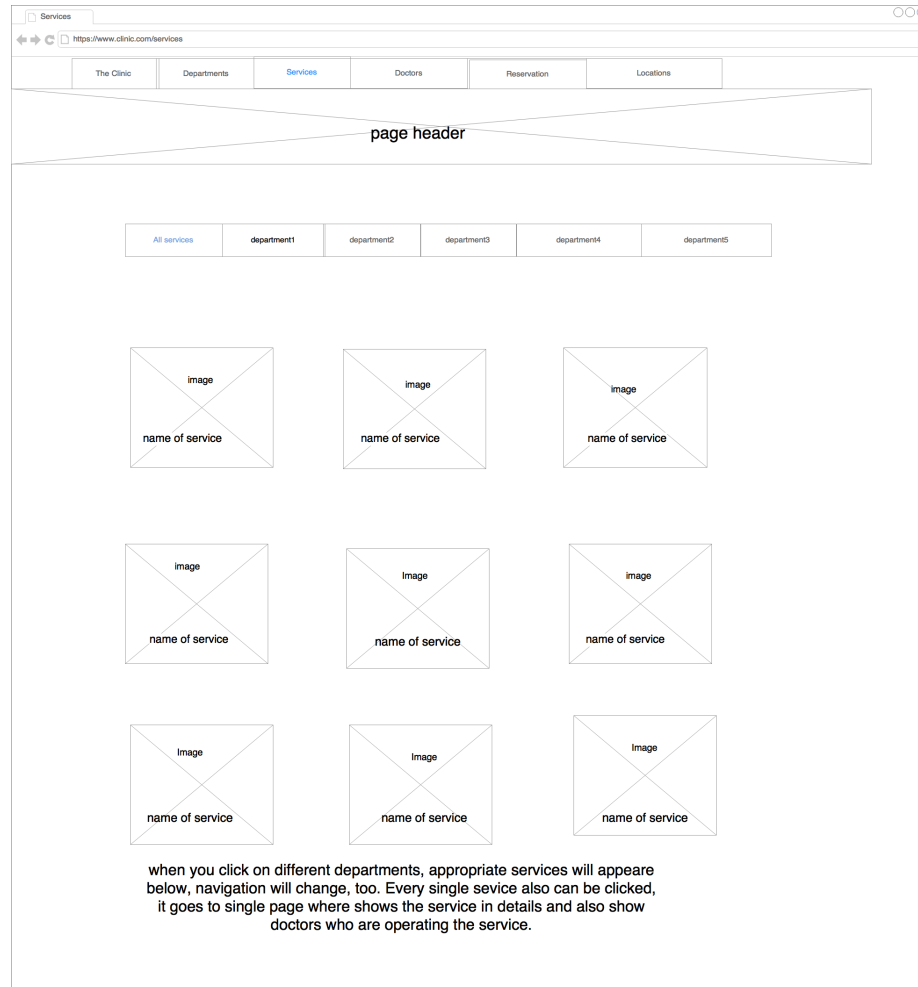 Services
https://www.clinic.com/services
The Clinic
Departments
Services
Doctors
Reservation
Locations
page header
All services
department1
department2
department3
department4
department5
image
image
image
name of service
name of service
name of service
image
Image
image
name of service
name of service
name of service
Image
Image
Image
name of service
name of service
name of service
when you click on different departments, appropriate services will appeare
below, navigation will change, too. Every single sevice also can be clicked,
it goes to single page where shows the service in details and also show
doctors who are operating the service.